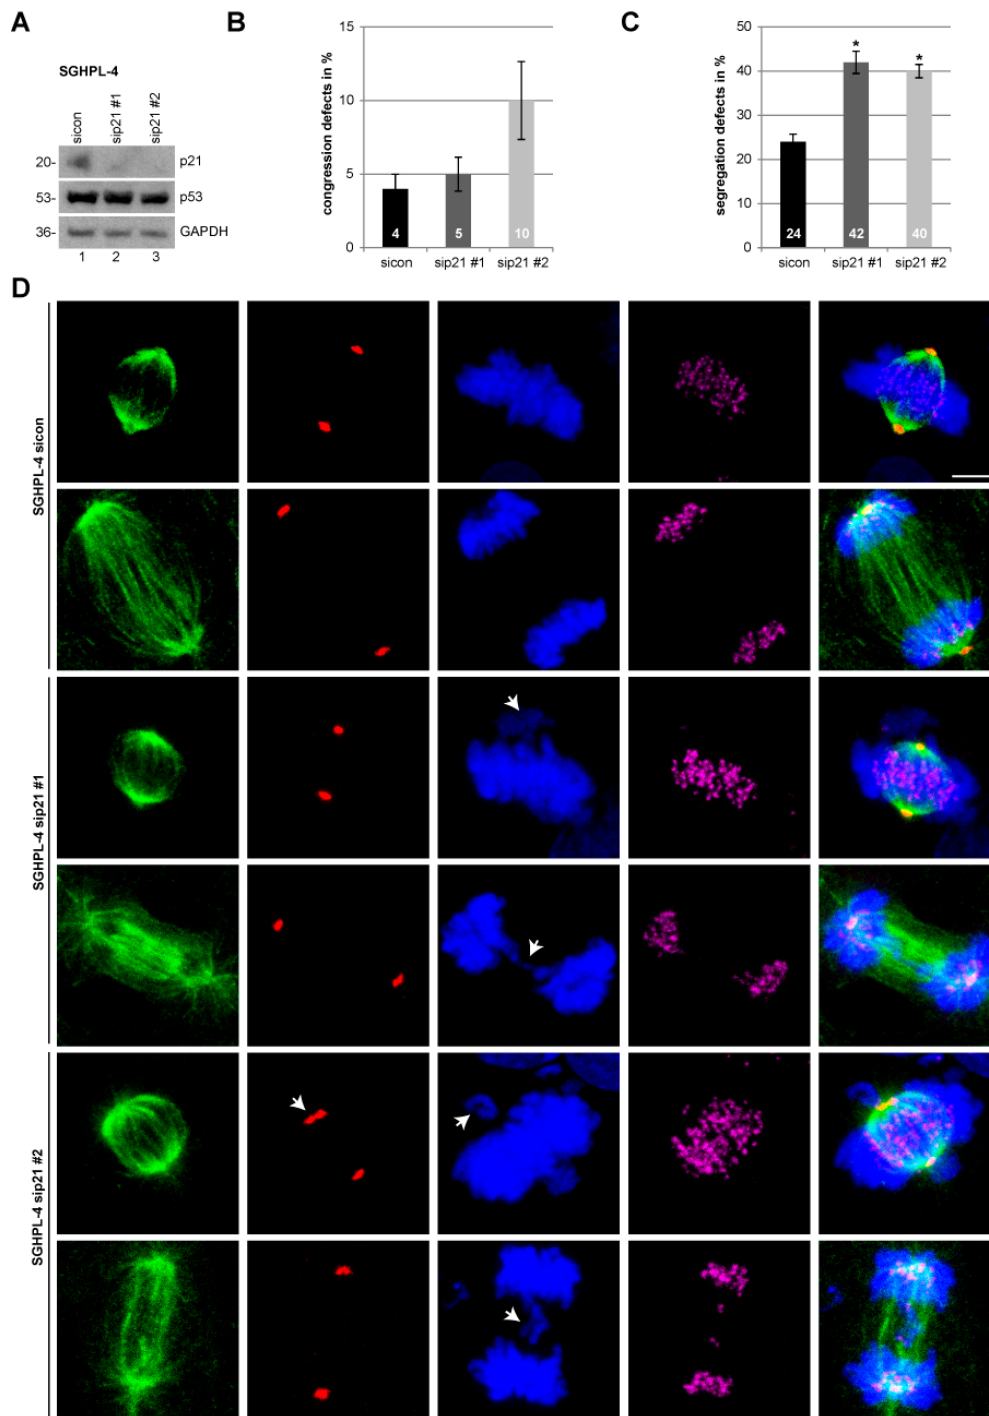 A
SGHPL-4
sicon
sip21 #1
sip21 #2
20-
p21
53-
p53
36-
GAPDH
1 2 3
B
congression defects in %
15
10
5
0
4
5
10
sicon
sip21 #1
sip21 #2
C
segregation defects in %
50
40
30
20
10
0
*
*
24
42
40
sicon
sip21 #1
sip21 #2
D
SGHPL-4 sicon
SGHPL-4 sip21 #1
SGHPL-4 sip21 #2